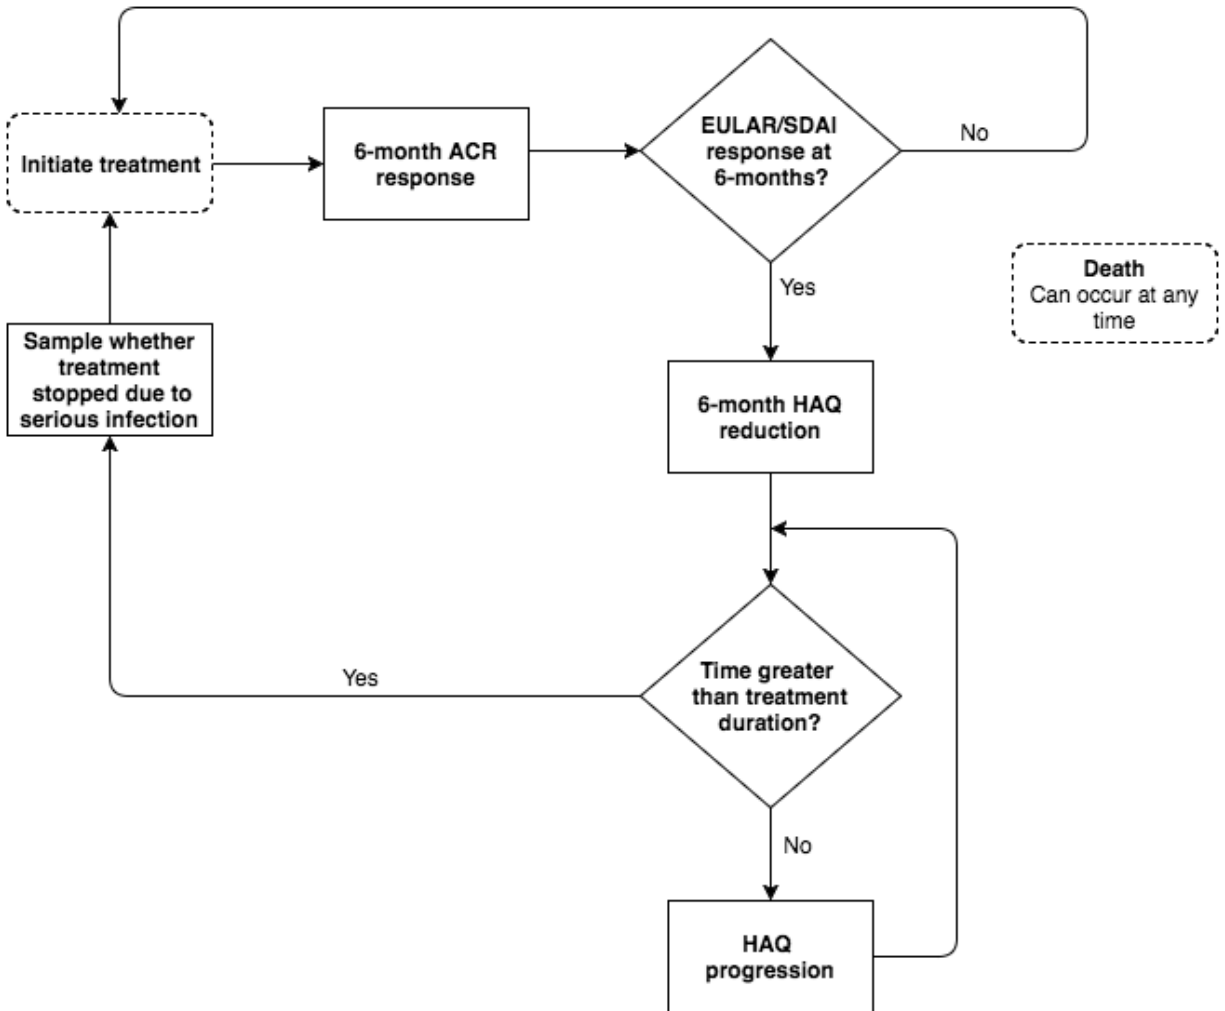 Initiate treatment
6-month ACR
response
EULAR/SDAI
response at
6-months?
No
Yes
Death
Can occur at any
time
Sample whether
treatment
stopped due to
serious infection
6-month HAQ
reduction
Time greater
than treatment
duration?
Yes
No
HAQ
progression